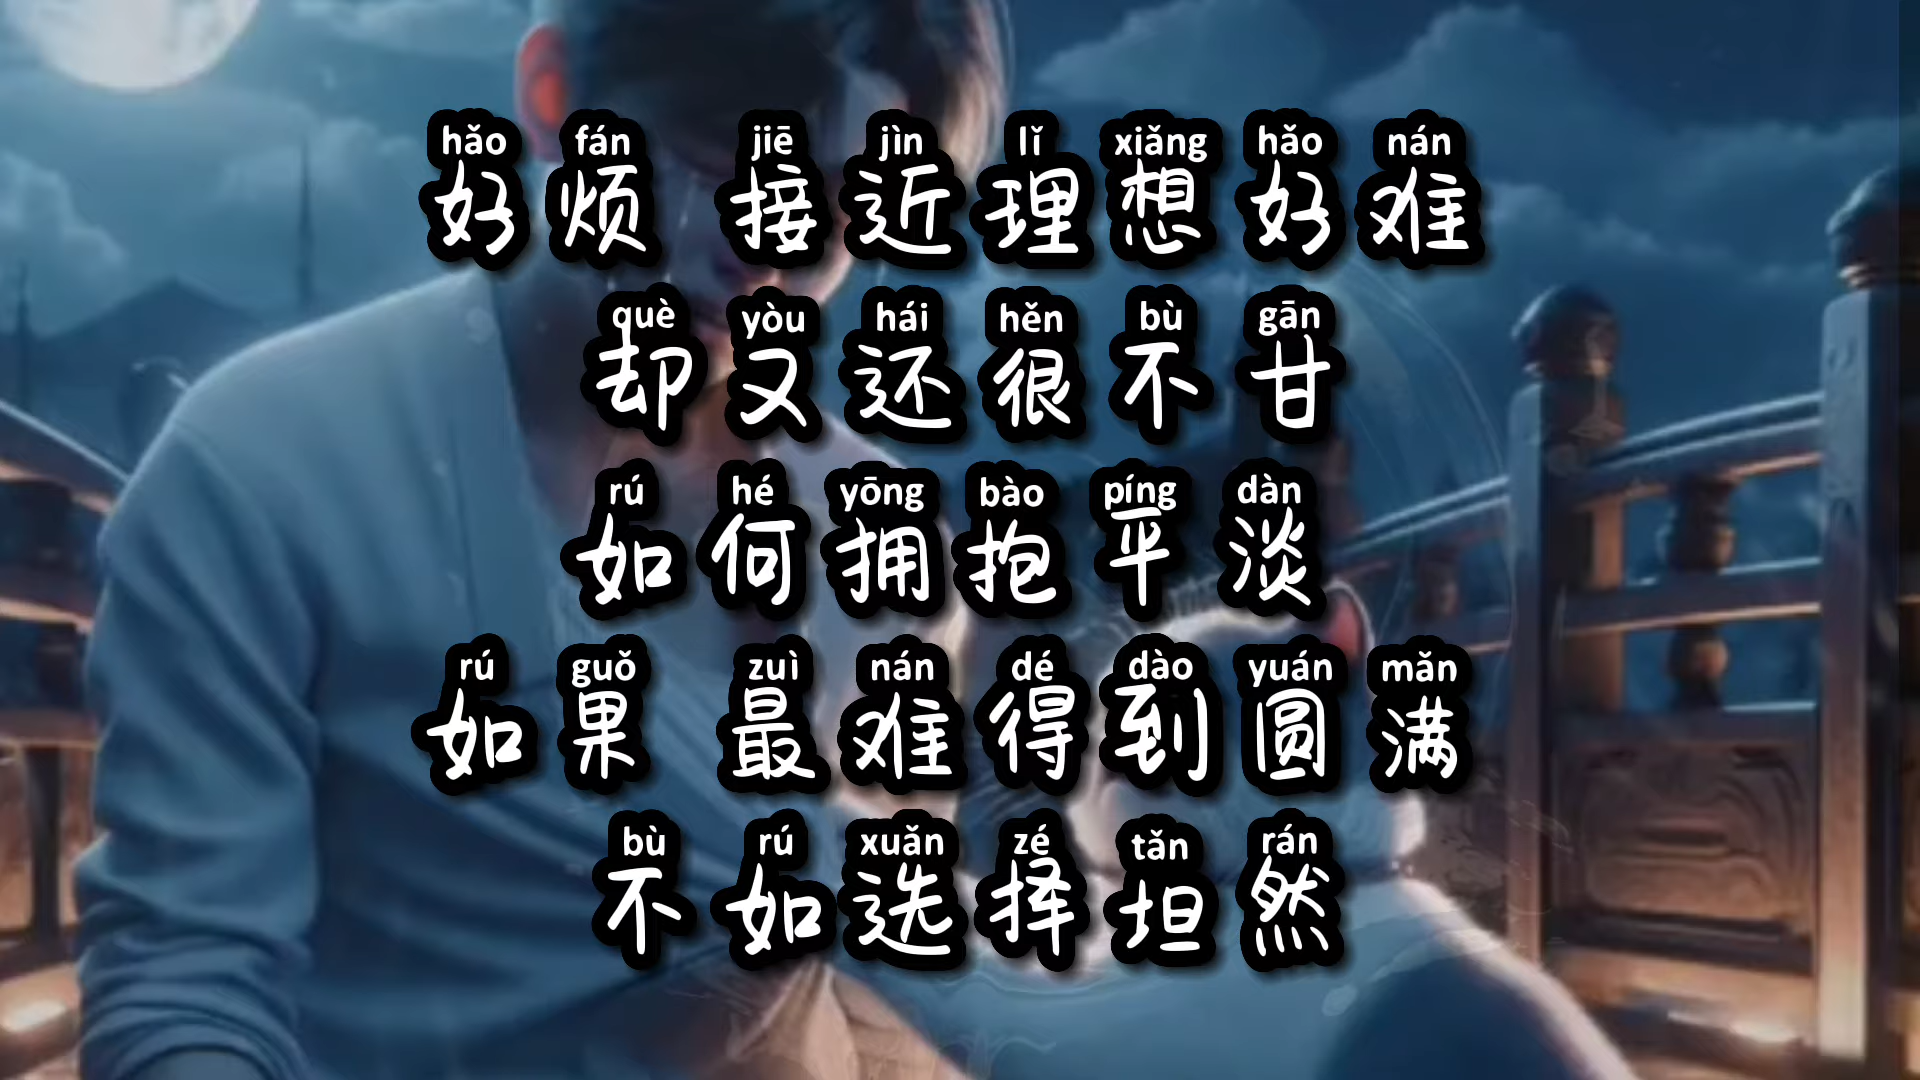 hǎo fán jiē jìn lǐ xiǎng hǎo nán
好烦 接近理想好难
què yòu hái hěn bù gān
却又还很不甘
rú hé yōng bào píng dàn
如何拥抱平淡
rú guǒ zuì nán dé dào yuán mǎn
如果 最难得到圆满
bù rú xuǎn zé tǎn rán
不如选择坦然